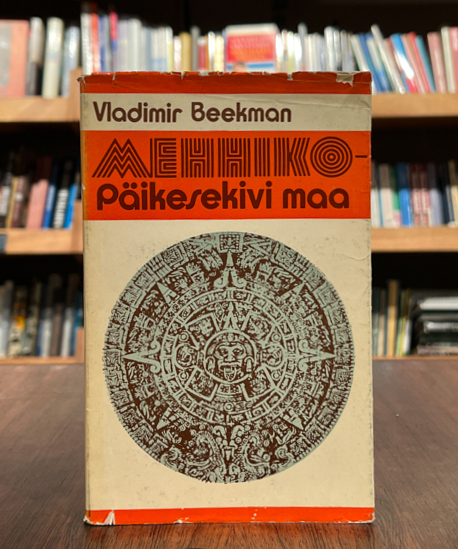 Vladimir Beekman
MEHHIKO-
Päikesekivi maa